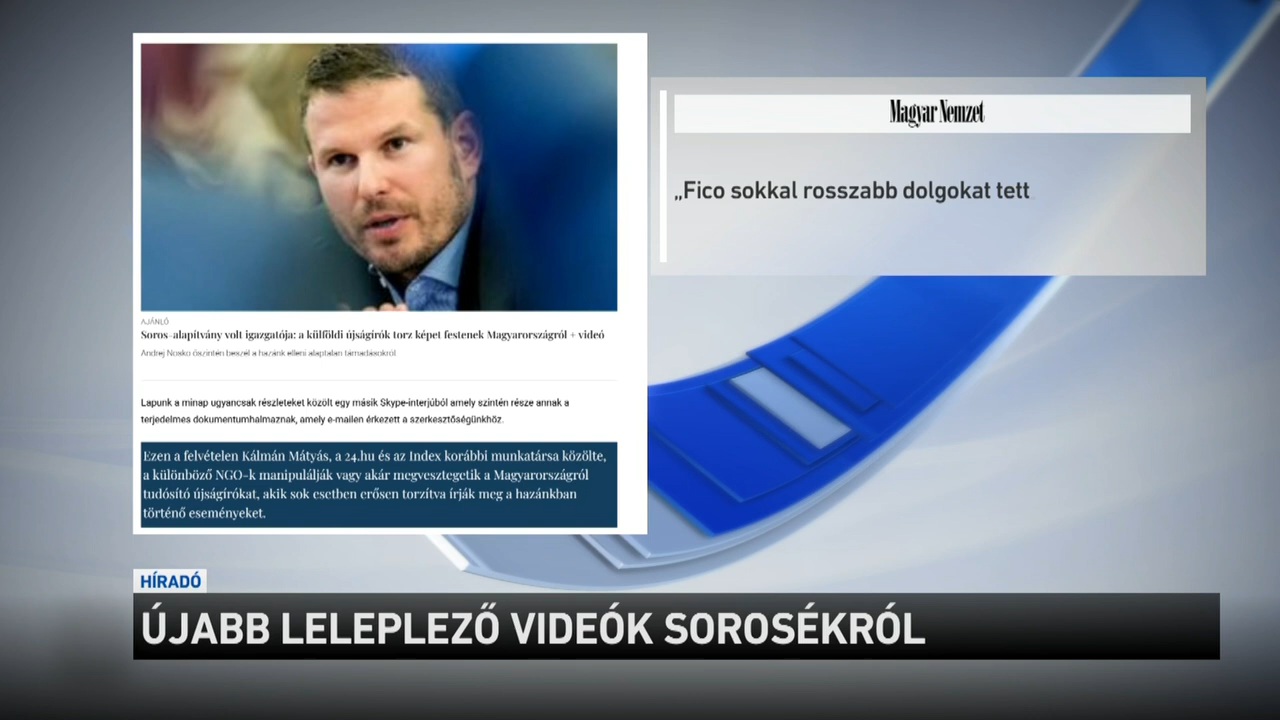 AJÁNLÓ
Soros-alapítvány volt igazgatója: a külföldi újságírók torz képet festenek Magyarországról + videó
Andrej Nosko őszintén beszél a hazánk elleni alaptalan támadásokról
Lapunk a minap ugyancsak részleteket közölt egy másik Skype-interjúból amely szintén része annak a
terjedelmes dokumentumhalmaznak, amely e-mailen érkezett a szerkesztőségünkhöz.
Ezen a felvételen Kálmán Mátyás, a 24.hu és az Index korábbi munkatársa közölte,
a különböző NGO-k manipulálják vagy akár megvesztegetik a Magyarországról
tudósító újságírókat, akik sok esetben erősen torzítva írják meg a hazánkban
történő eseményeket.
Magyar Nemzet
„Fico sokkal rosszabb dolgokat tett
HÍRADÓ
ÚJABB LELEPLEZŐ VIDEÓK SOROSÉKRÓL